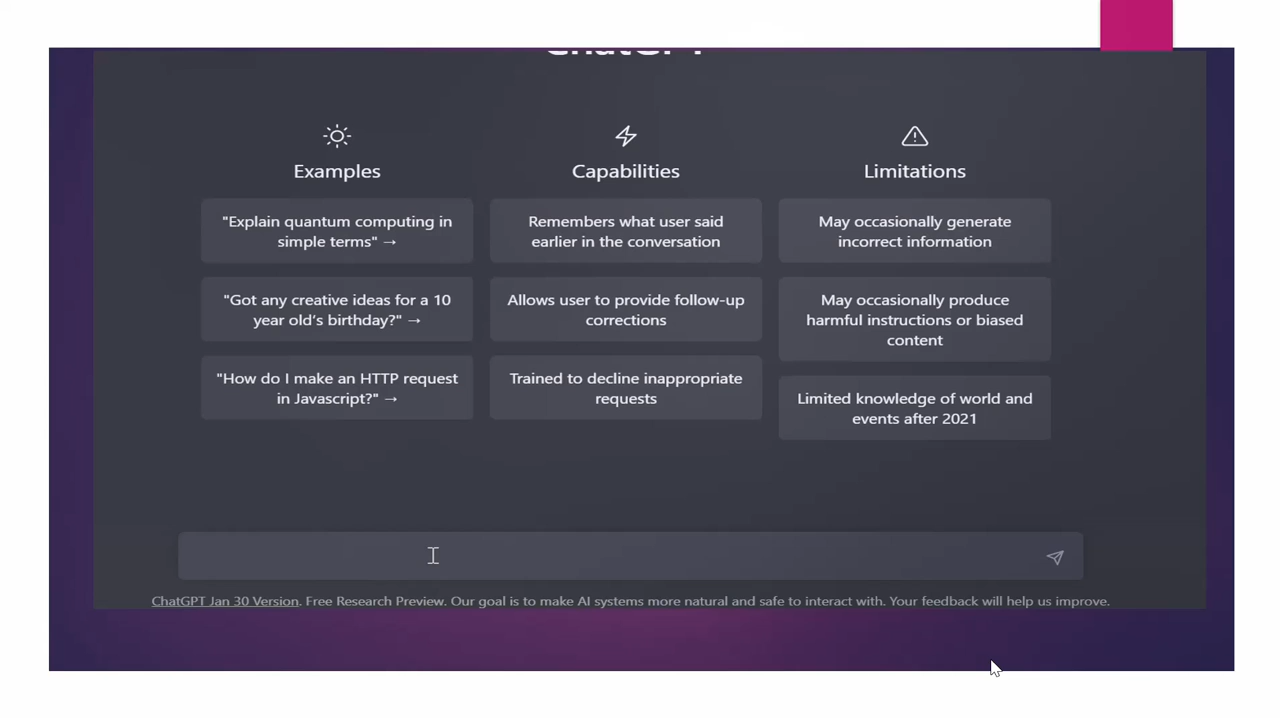 ChatGPT
Examples
"Explain quantum computing in
simple terms" →
"Got any creative ideas for a 10
year old’s birthday?" →
"How do I make an HTTP request
in Javascript?" →
Capabilities
Remembers what user said
earlier in the conversation
Allows user to provide follow-up
corrections
Trained to decline inappropriate
requests
Limitations
May occasionally generate
incorrect information
May occasionally produce
harmful instructions or biased
content
Limited knowledge of world and
events after 2021
ChatGPT Jan 30 Version. Free Research Preview. Our goal is to make AI systems more natural and safe to interact with. Your feedback will help us improve.